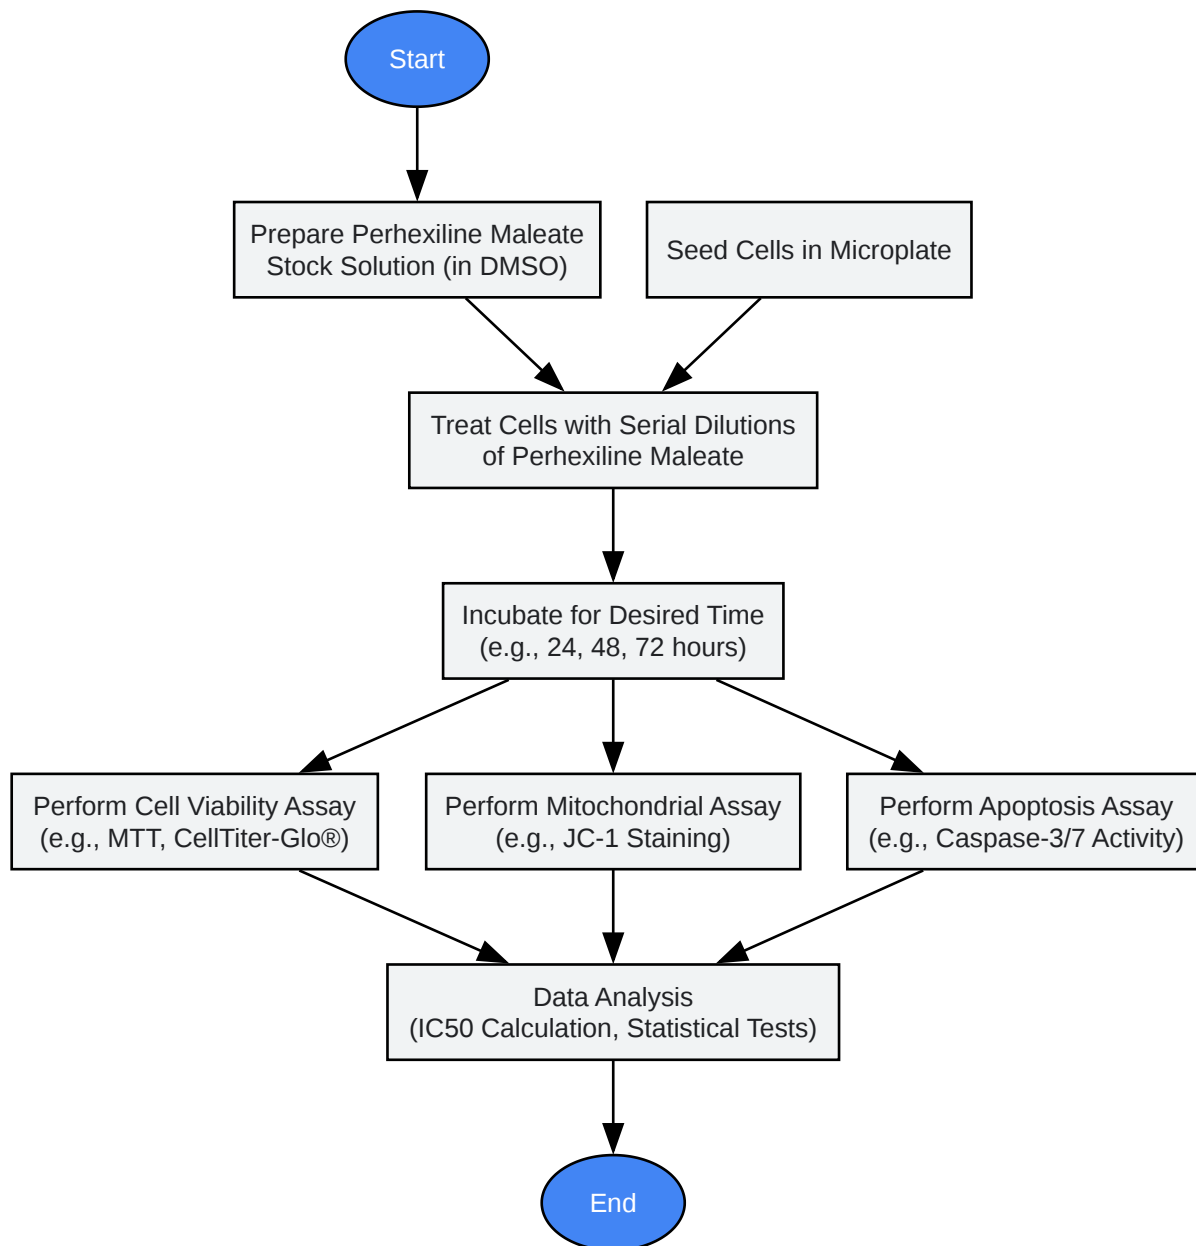 Start
Prepare Perhexiline Maleate
Stock Solution (in DMSO)
Seed Cells in Microplate
Treat Cells with Serial Dilutions
of Perhexiline Maleate
Incubate for Desired Time
(e.g., 24, 48, 72 hours)
Perform Cell Viability Assay
(e.g., MTT, CellTiter-Glo®)
Perform Mitochondrial Assay
(e.g., JC-1 Staining)
Perform Apoptosis Assay
(e.g., Caspase-3/7 Activity)
Data Analysis
(IC50 Calculation, Statistical Tests)
End